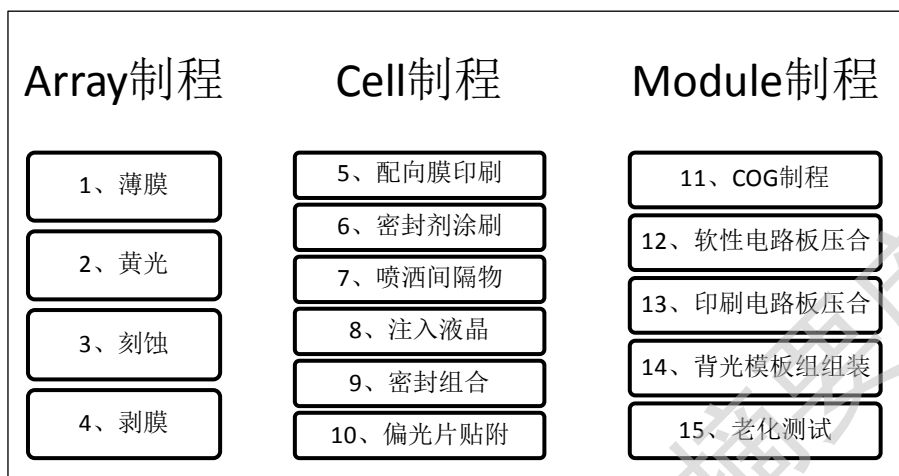 Array制程
1、薄膜
2、黄光
3、刻蚀
4、剥膜
Cell制程
5、配向膜印刷
6、密封剂涂刷
7、喷洒间隔物
8、注入液晶
9、密封组合
10、偏光片贴附
Module制程
11、COG制程
12、软性电路板压合
13、印刷电路板压合
14、背光模板组组装
15、老化测试
摘要